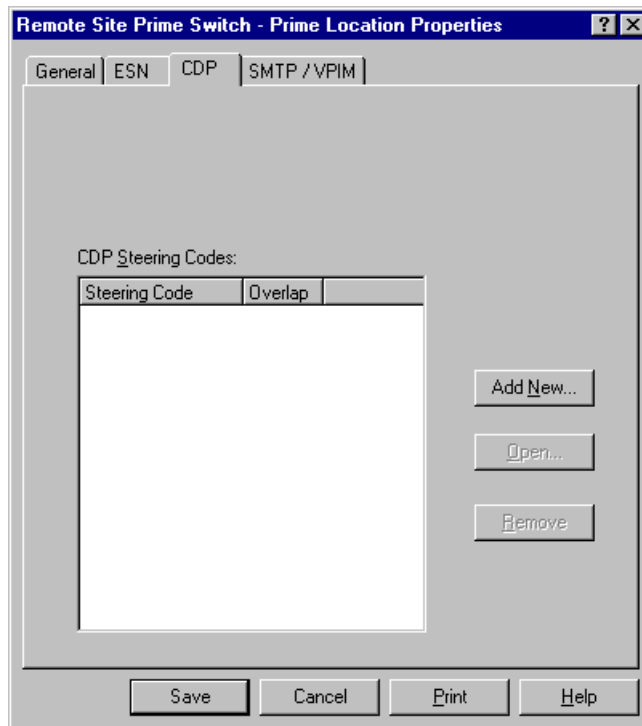 Remote Site Prime Switch - Prime Location Properties
General ESN CDP SMTP / VPIM
CDP Steering Codes:
Steering Code Overlap
Add New...
Open...
Remove
Save Cancel Print Help